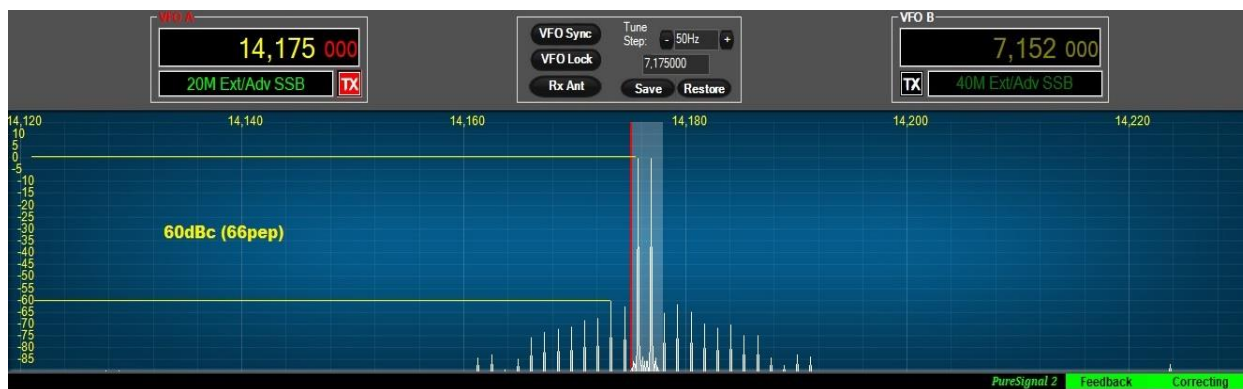 VFO A
14,175 000
20M Ext/Adv SSB TX
VFO Sync
VFO Lock
Rx Ant
Tune
Step: - 50Hz +
7,175000
Save Restore
VFO B
7,152 000
TX 40M Ext/Adv SSB
14,120 14,140 14,160 14,180 14,200 14,220
10
5
0
-5
-10
-15
-20
-25
-30
-35
-40
-45
-50
-55
-60
-65
-70
-75
-80
-85
60dBc (66pep)
PureSignal 2 Feedback Correcting